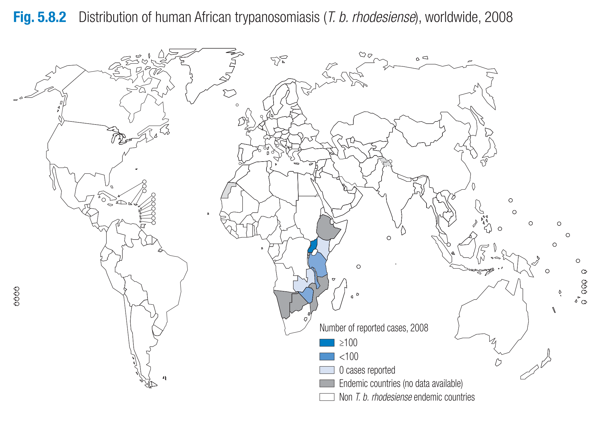 Fig. 5.8.2 Distribution of human African trypanosomiasis (T. b. rhodesiense), worldwide, 2008
Number of reported cases, 2008
≥100
<100
0 cases reported
Endemic countries (no data available)
Non T. b. rhodesiense endemic countries